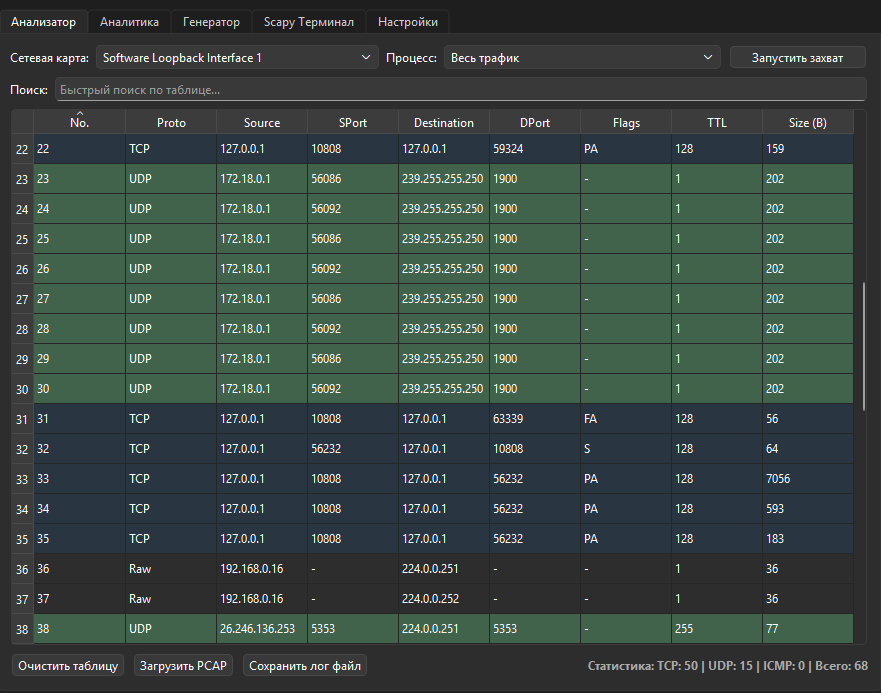 Анализатор Аналитика Генератор Scapy Терминал Настройки
Сетевая карта: Software Loopback Interface 1 Процесс: Весь трафик Запустить захват
Поиск: Быстрый поиск по таблице...
No. Proto Source SPort Destination DPort Flags TTL Size (B)
22 22 TCP 127.0.0.1 10808 127.0.0.1 59324 PA 128 159
23 23 UDP 172.18.0.1 56086 239.255.255.250 1900 - 1 202
24 24 UDP 172.18.0.1 56092 239.255.255.250 1900 - 1 202
25 25 UDP 172.18.0.1 56086 239.255.255.250 1900 - 1 202
26 26 UDP 172.18.0.1 56092 239.255.255.250 1900 - 1 202
27 27 UDP 172.18.0.1 56086 239.255.255.250 1900 - 1 202
28 28 UDP 172.18.0.1 56092 239.255.255.250 1900 - 1 202
29 29 UDP 172.18.0.1 56086 239.255.255.250 1900 - 1 202
30 30 UDP 172.18.0.1 56092 239.255.255.250 1900 - 1 202
31 31 TCP 127.0.0.1 10808 127.0.0.1 63339 FA 128 56
32 32 TCP 127.0.0.1 56232 127.0.0.1 10808 S 128 64
33 33 TCP 127.0.0.1 10808 127.0.0.1 56232 PA 128 7056
34 34 TCP 127.0.0.1 10808 127.0.0.1 56232 PA 128 593
35 35 TCP 127.0.0.1 10808 127.0.0.1 56232 PA 128 183
36 36 Raw 192.168.0.16 - 224.0.0.251 - - 1 36
37 37 Raw 192.168.0.16 - 224.0.0.252 - - 1 36
38 38 UDP 26.246.136.253 5353 224.0.0.251 5353 - 255 77
Очистить таблицу Загрузить PCAP Сохранить лог файл Статистика: TCP: 50 | UDP: 15 | ICMP: 0 | Всего: 68